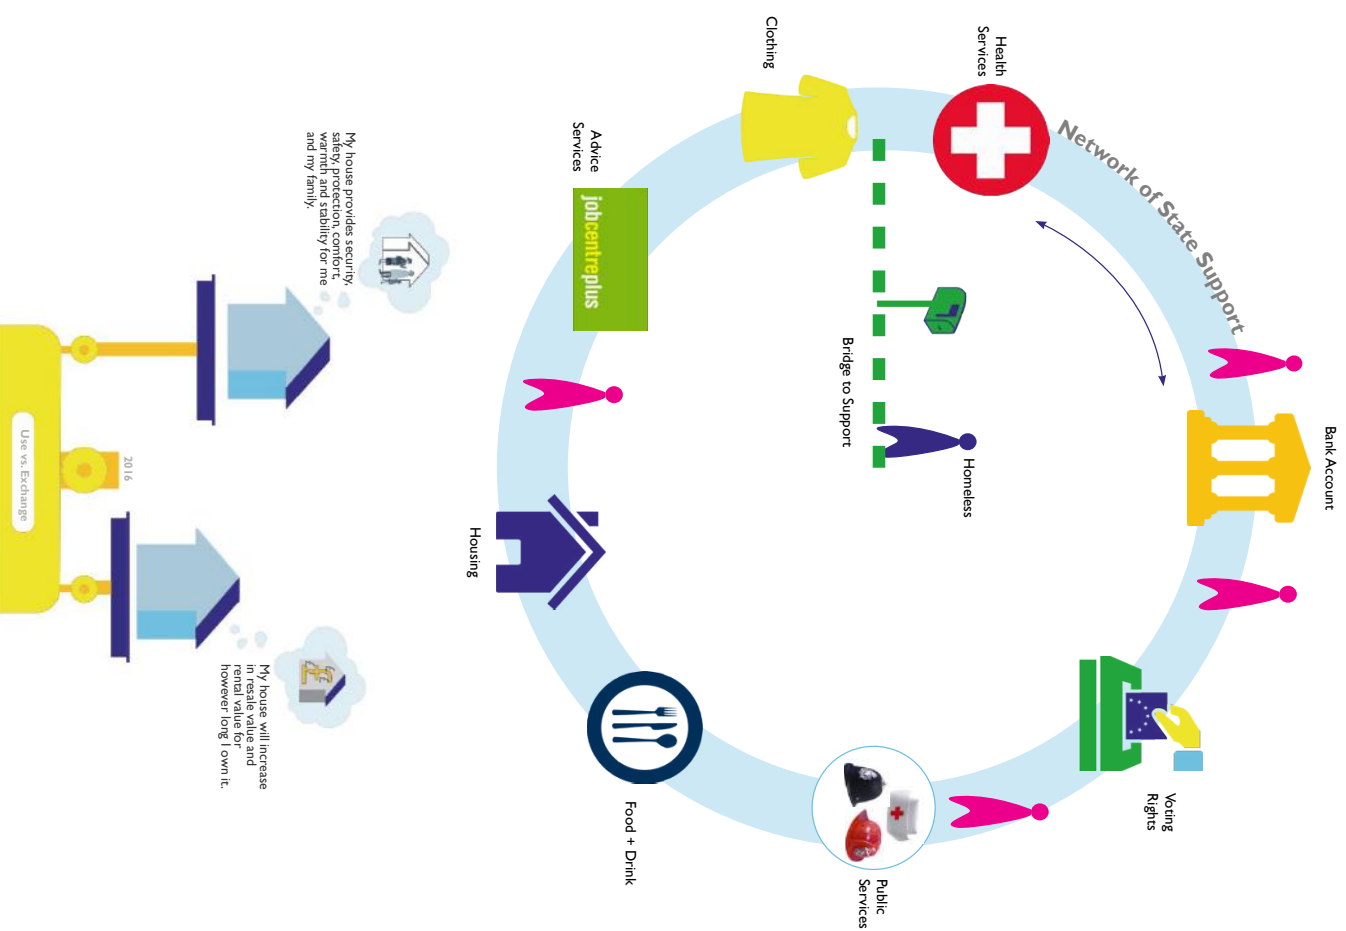 Network of State Support
Bank Account
Health
Services
Voting
Rights
Homeless
Bridge to Support
Clothing
Public
Services
Advice
Services
jobcentreplus
Food + Drink
Housing
My house provides security,
safety, protection, comfort,
warmth and stability for me
and my family.
My house will increase
in resale value and
rental value for
however long I own it.
2016
Use vs. Exchange